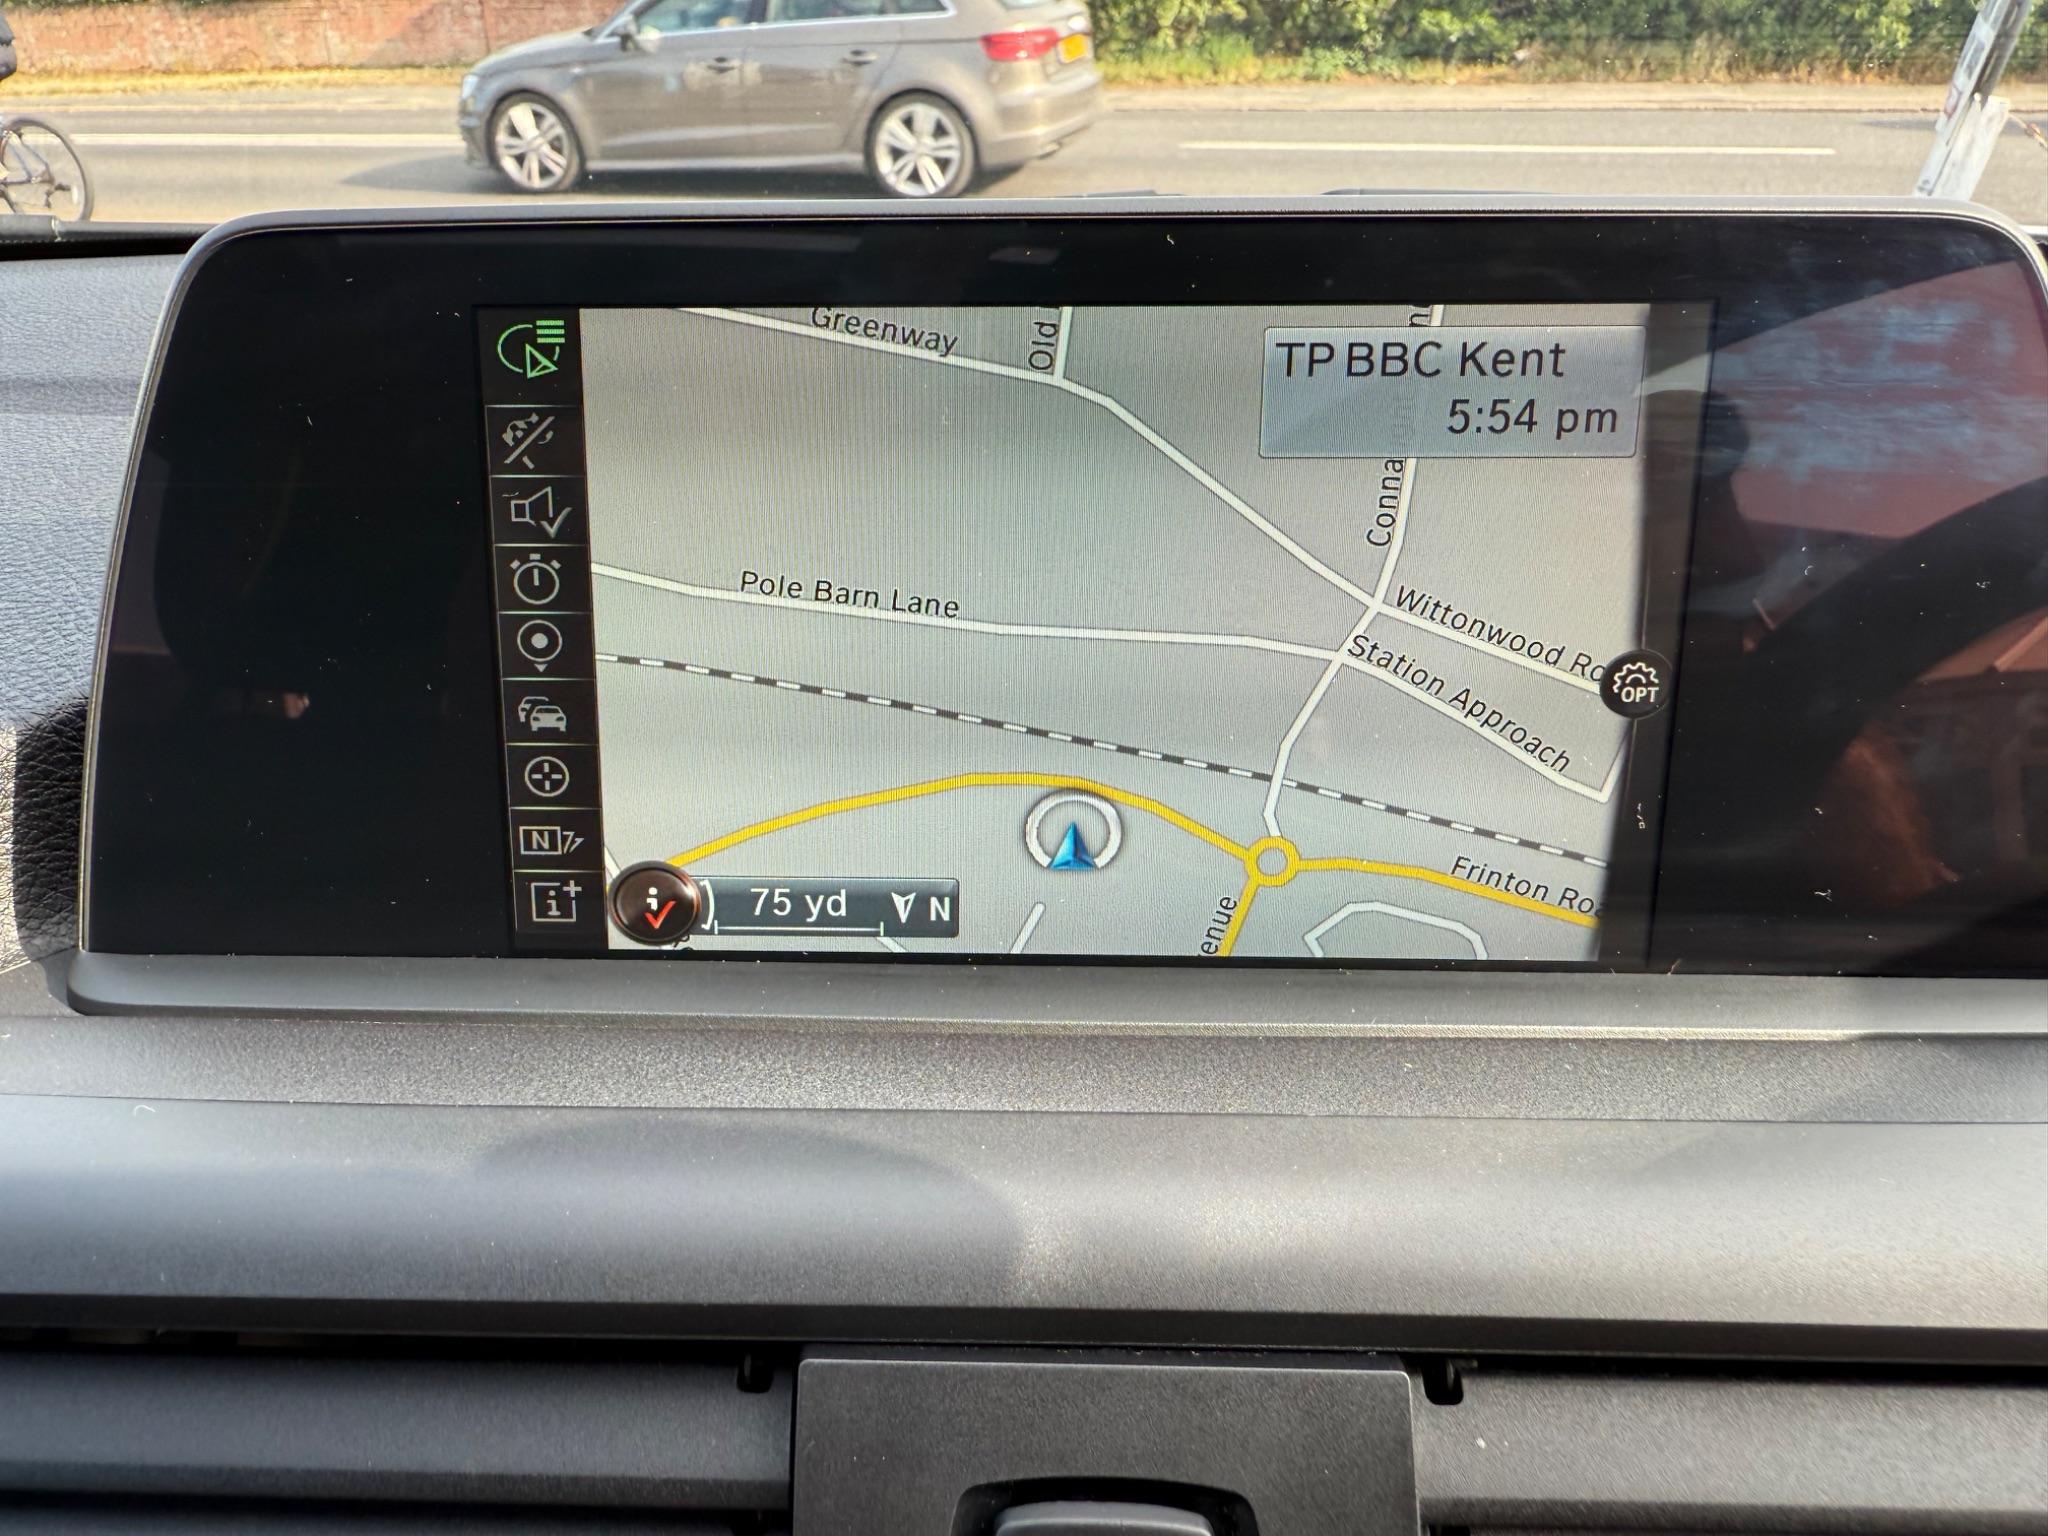 Greenway
Old
TP BBC Kent
5:54 pm
Conna
Pole Barn Lane
Wittonwood Ro
Station Approach
OPT
Frinton Roa
enue
N
i+
i
75 yd
N